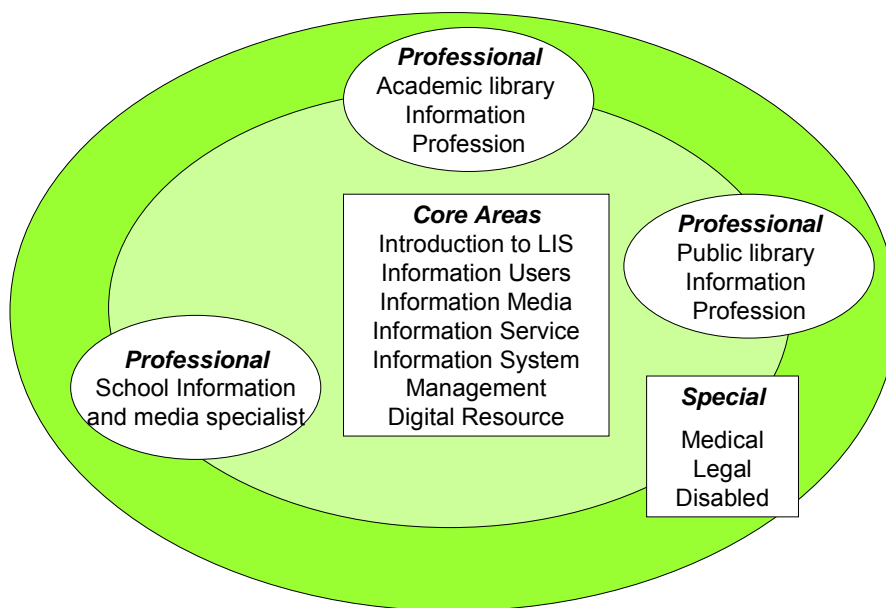 Professional
Academic library
Information
Profession
Core Areas
Introduction to LIS
Information Users
Information Media
Information Service
Information System
Management
Digital Resource
Professional
Public library
Information
Profession
Professional
School Information
and media specialist
Special
Medical
Legal
Disabled